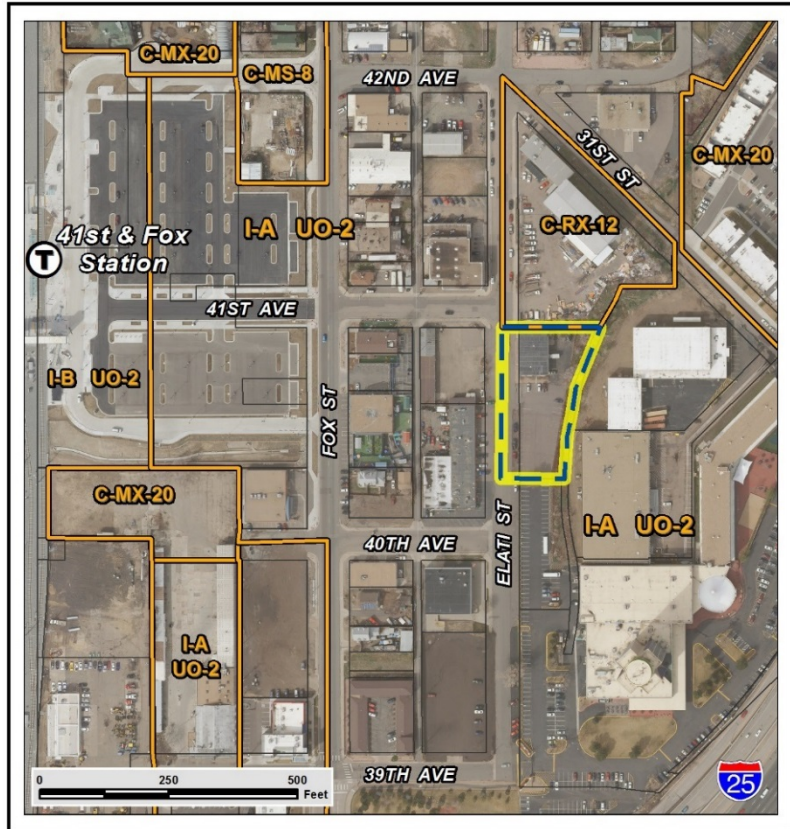 C-MX-20
C-MS-8
42ND AVE
31ST ST
C-MX-20
C-RX-12
I-A UO-2
41st & Fox
Station
T
41ST AVE
I-B UO-2
FOX ST
C-MX-20
ELATI ST
I-A UO-2
40TH AVE
I-A
UO-2
39TH AVE
0 250 500
Feet
25